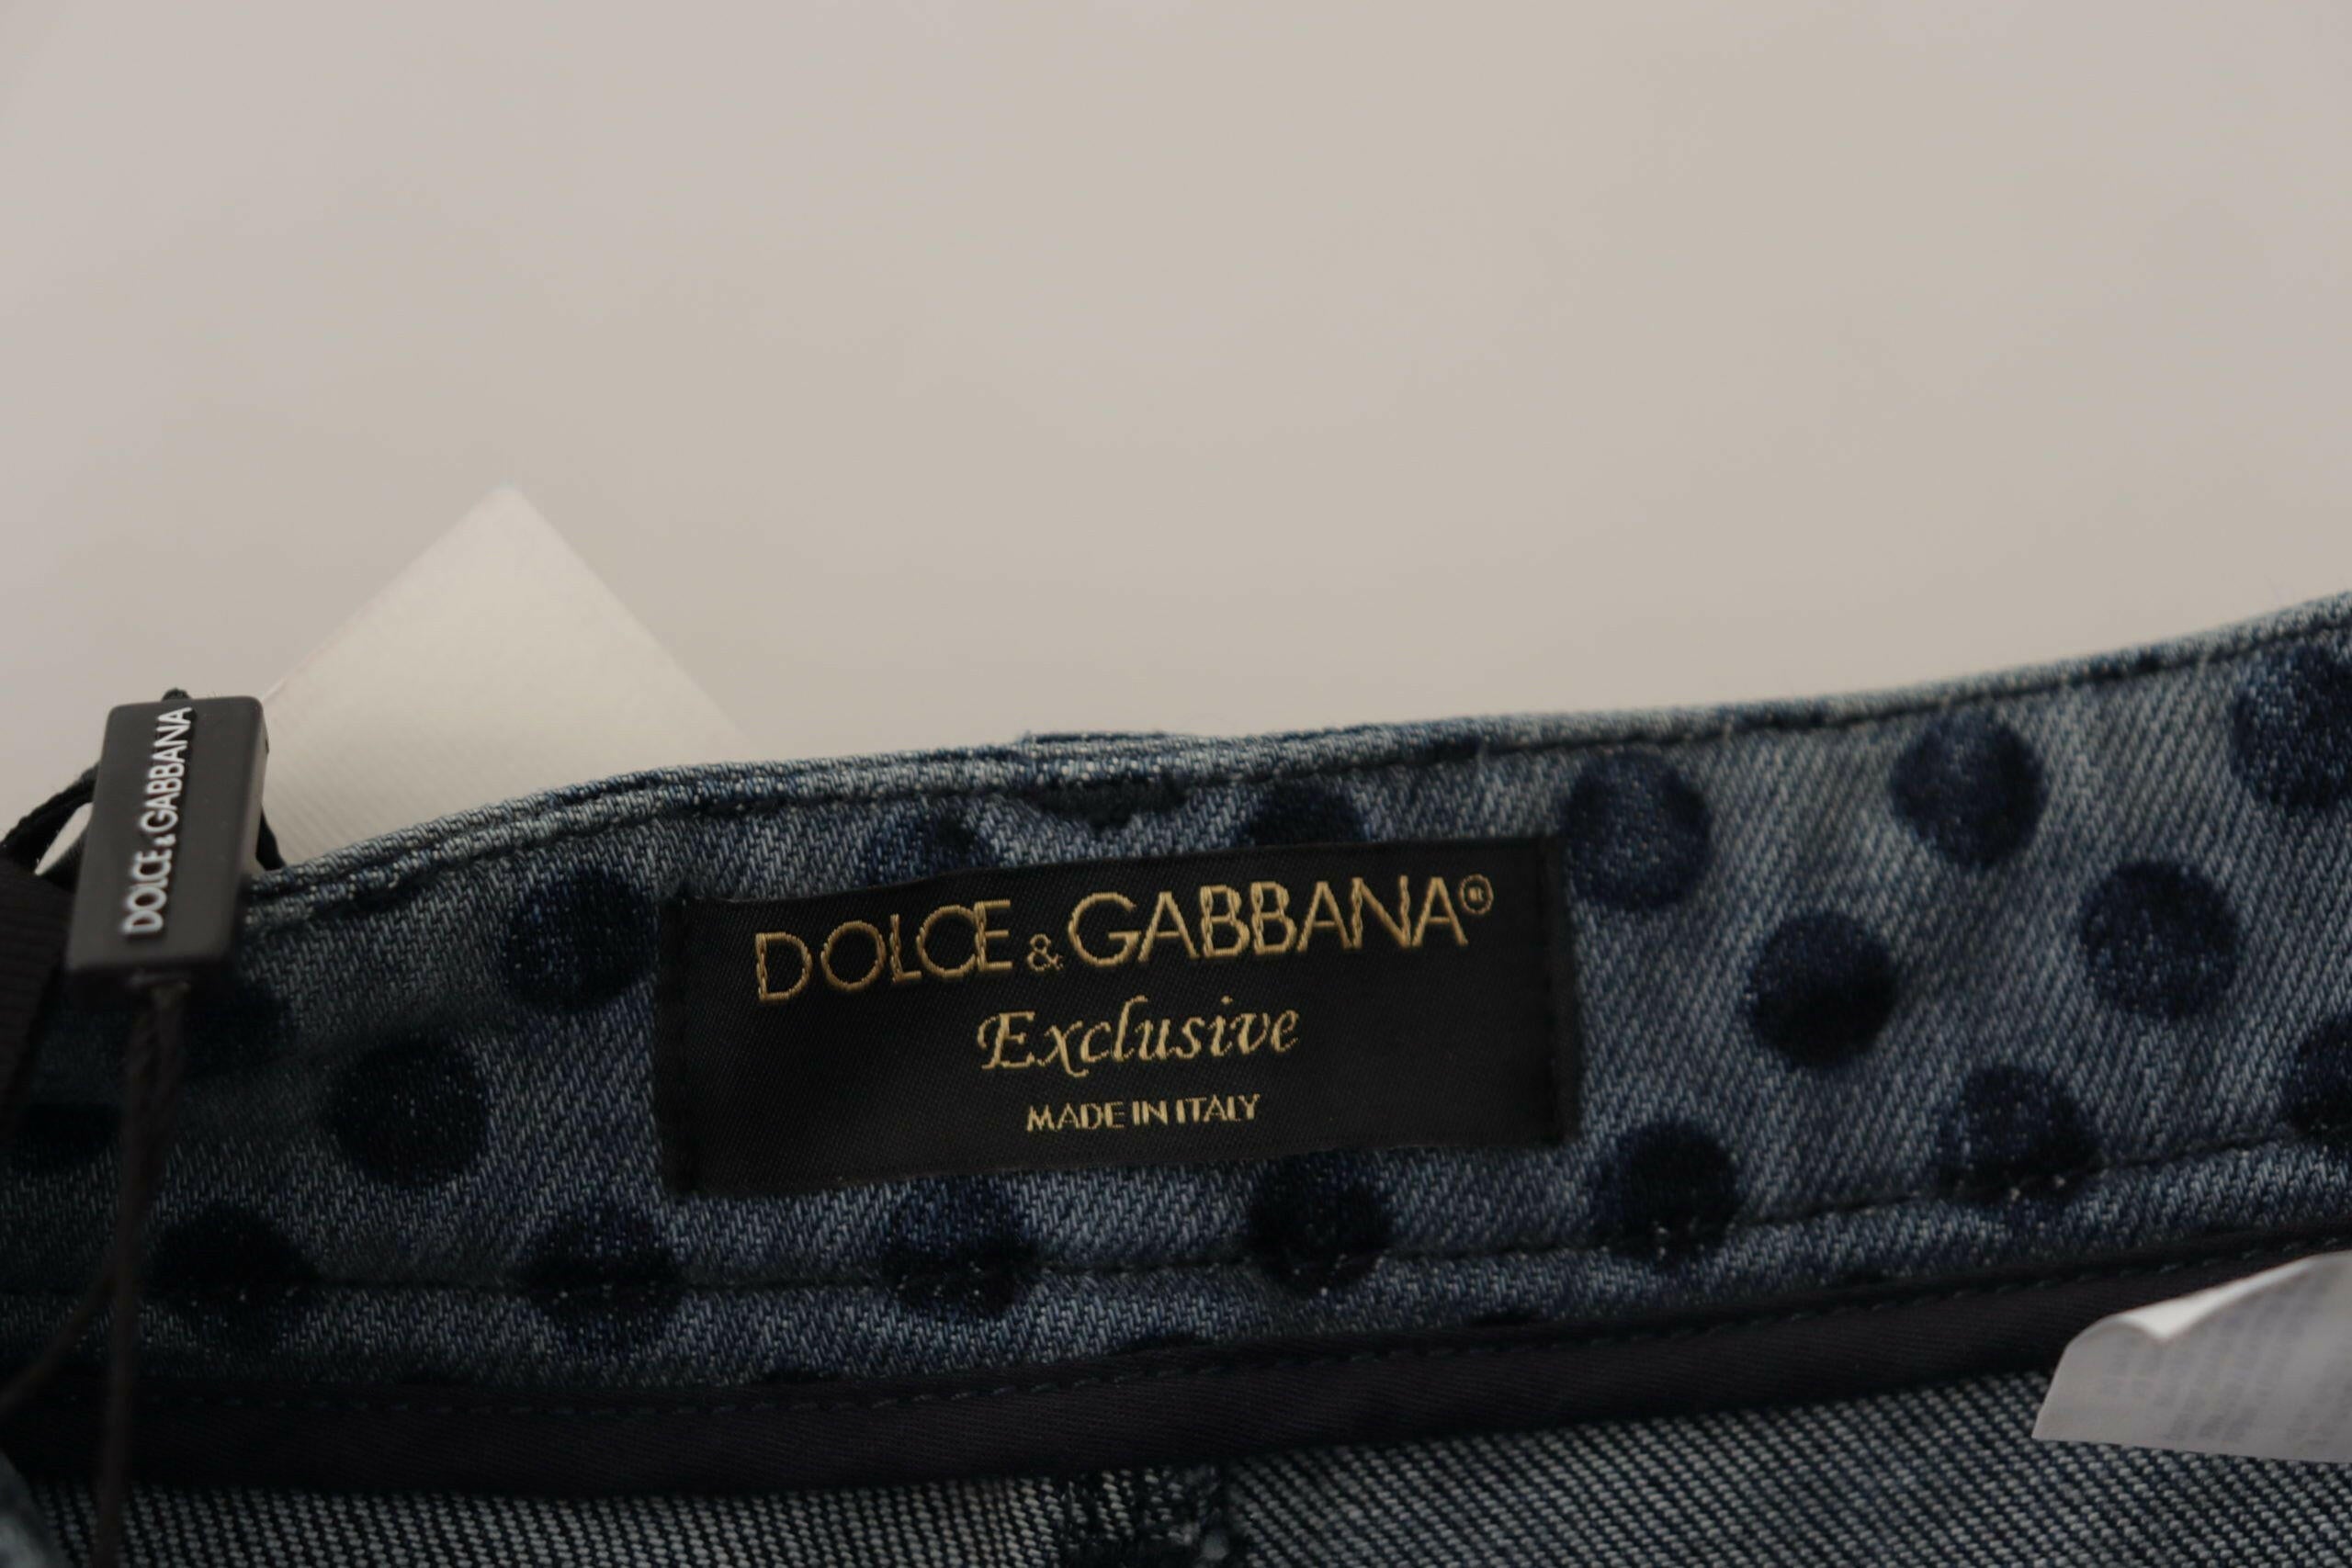 DOLCE & GABBANA
DOLCE & GABBANA®
Exclusive
MADE IN ITALY